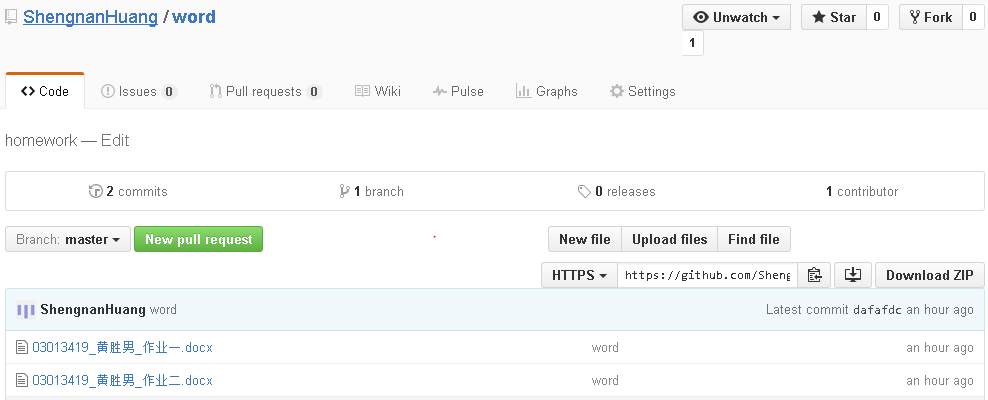 ShengnanHuang / word
Unwatch
1
Star 0
Fork 0
Code
Issues 0
Pull requests 0
Wiki
Pulse
Graphs
Settings
homework — Edit
2 commits
1 branch
0 releases
1 contributor
Branch: master
New pull request
New file
Upload files
Find file
HTTPS
https://github.com/Sheng
Download ZIP
ShengnanHuang word
Latest commit dafafdc an hour ago
03013419_黄胜男_作业一.docx word an hour ago
03013419_黄胜男_作业二.docx word an hour ago